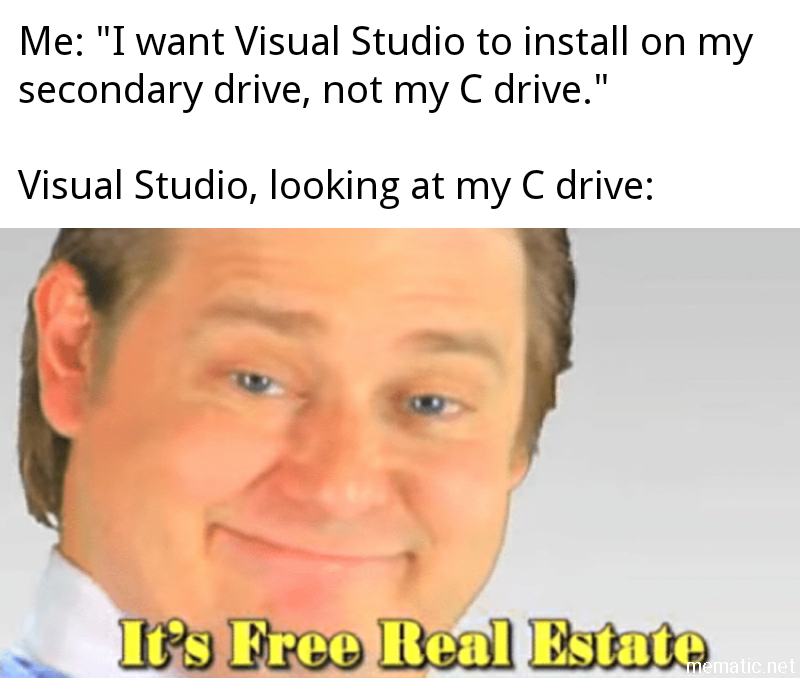 Me: "I want Visual Studio to install on my
secondary drive, not my C drive."
Visual Studio, looking at my C drive:
It's Free Real Estate
mematic.net